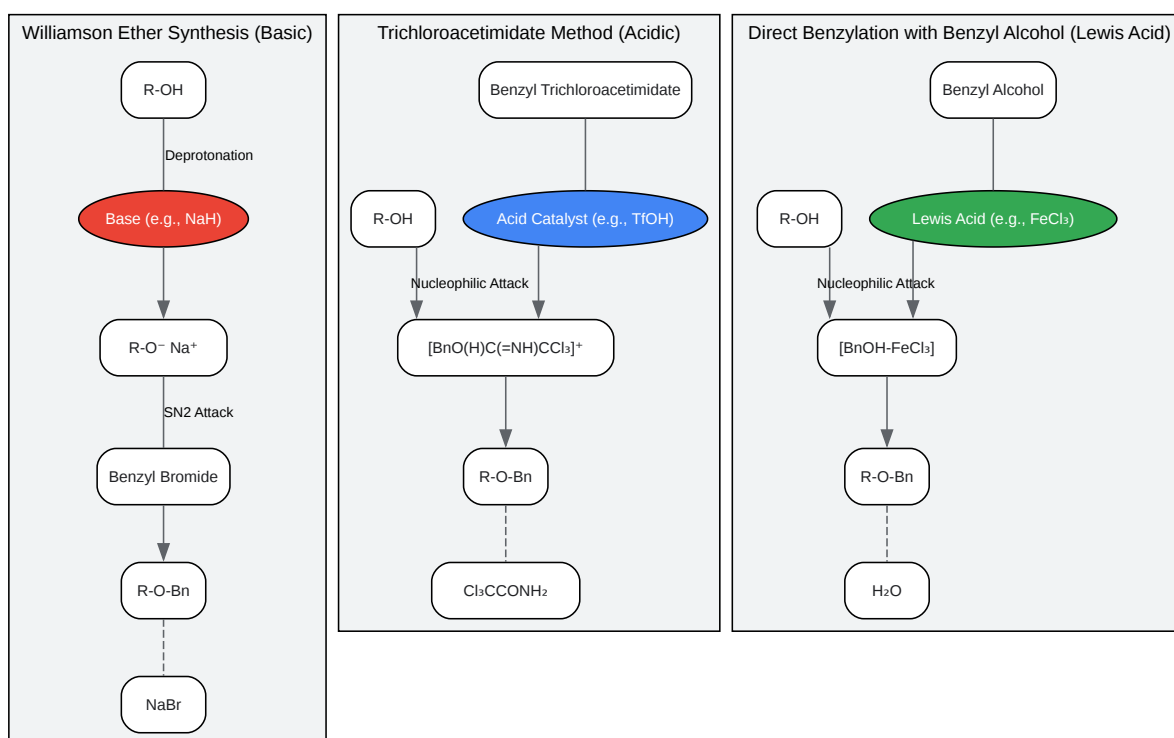 Williamson Ether Synthesis (Basic)
R-OH
Deprotonation
Base (e.g., NaH)
R-O⁻ Na⁺
SN2 Attack
Benzyl Bromide
R-O-Bn
NaBr
Trichloroacetimidate Method (Acidic)
Benzyl Trichloroacetimidate
R-OH
Acid Catalyst (e.g., TfOH)
Nucleophilic Attack
[BnO(H)C(=NH)CCl₃]⁺
R-O-Bn
Cl₃CCONH₂
Direct Benzylation with Benzyl Alcohol (Lewis Acid)
Benzyl Alcohol
R-OH
Lewis Acid (e.g., FeCl₃)
Nucleophilic Attack
[BnOH-FeCl₃]
R-O-Bn
H₂O